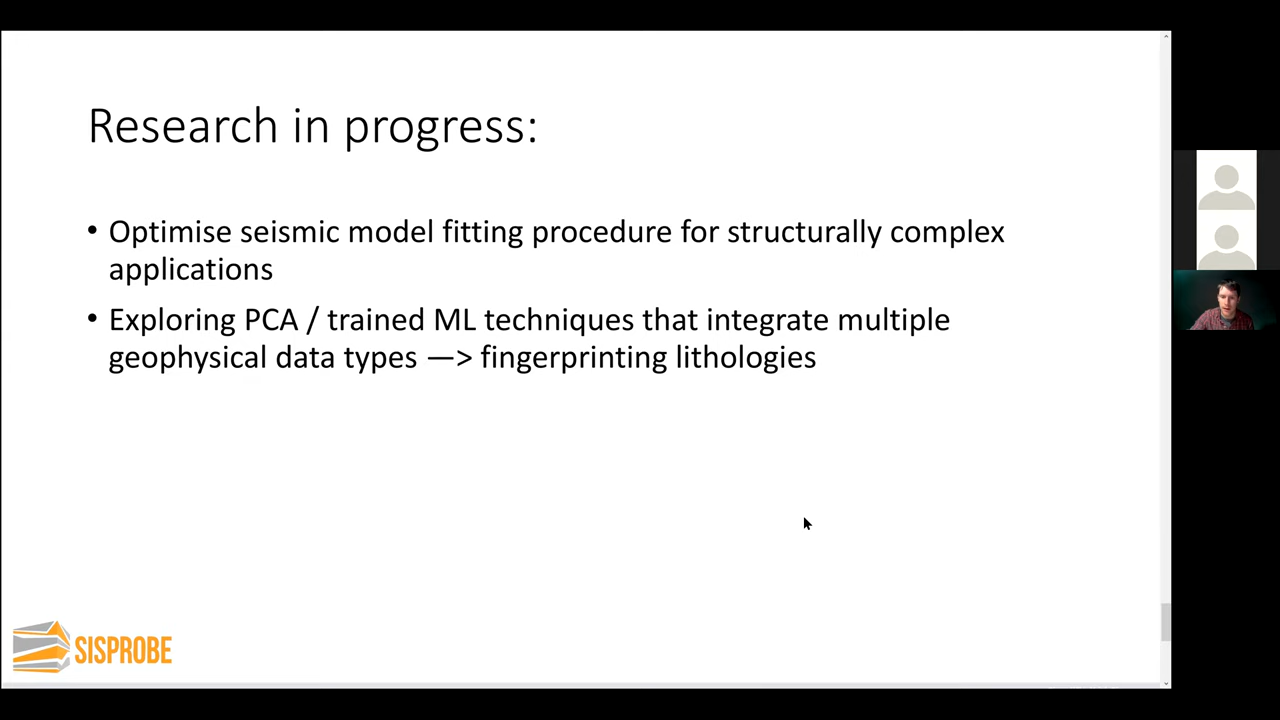 Research in progress:
• Optimise seismic model fitting procedure for structurally complex
applications
• Exploring PCA / trained ML techniques that integrate multiple
geophysical data types —> fingerprinting lithologies
SISPROBE